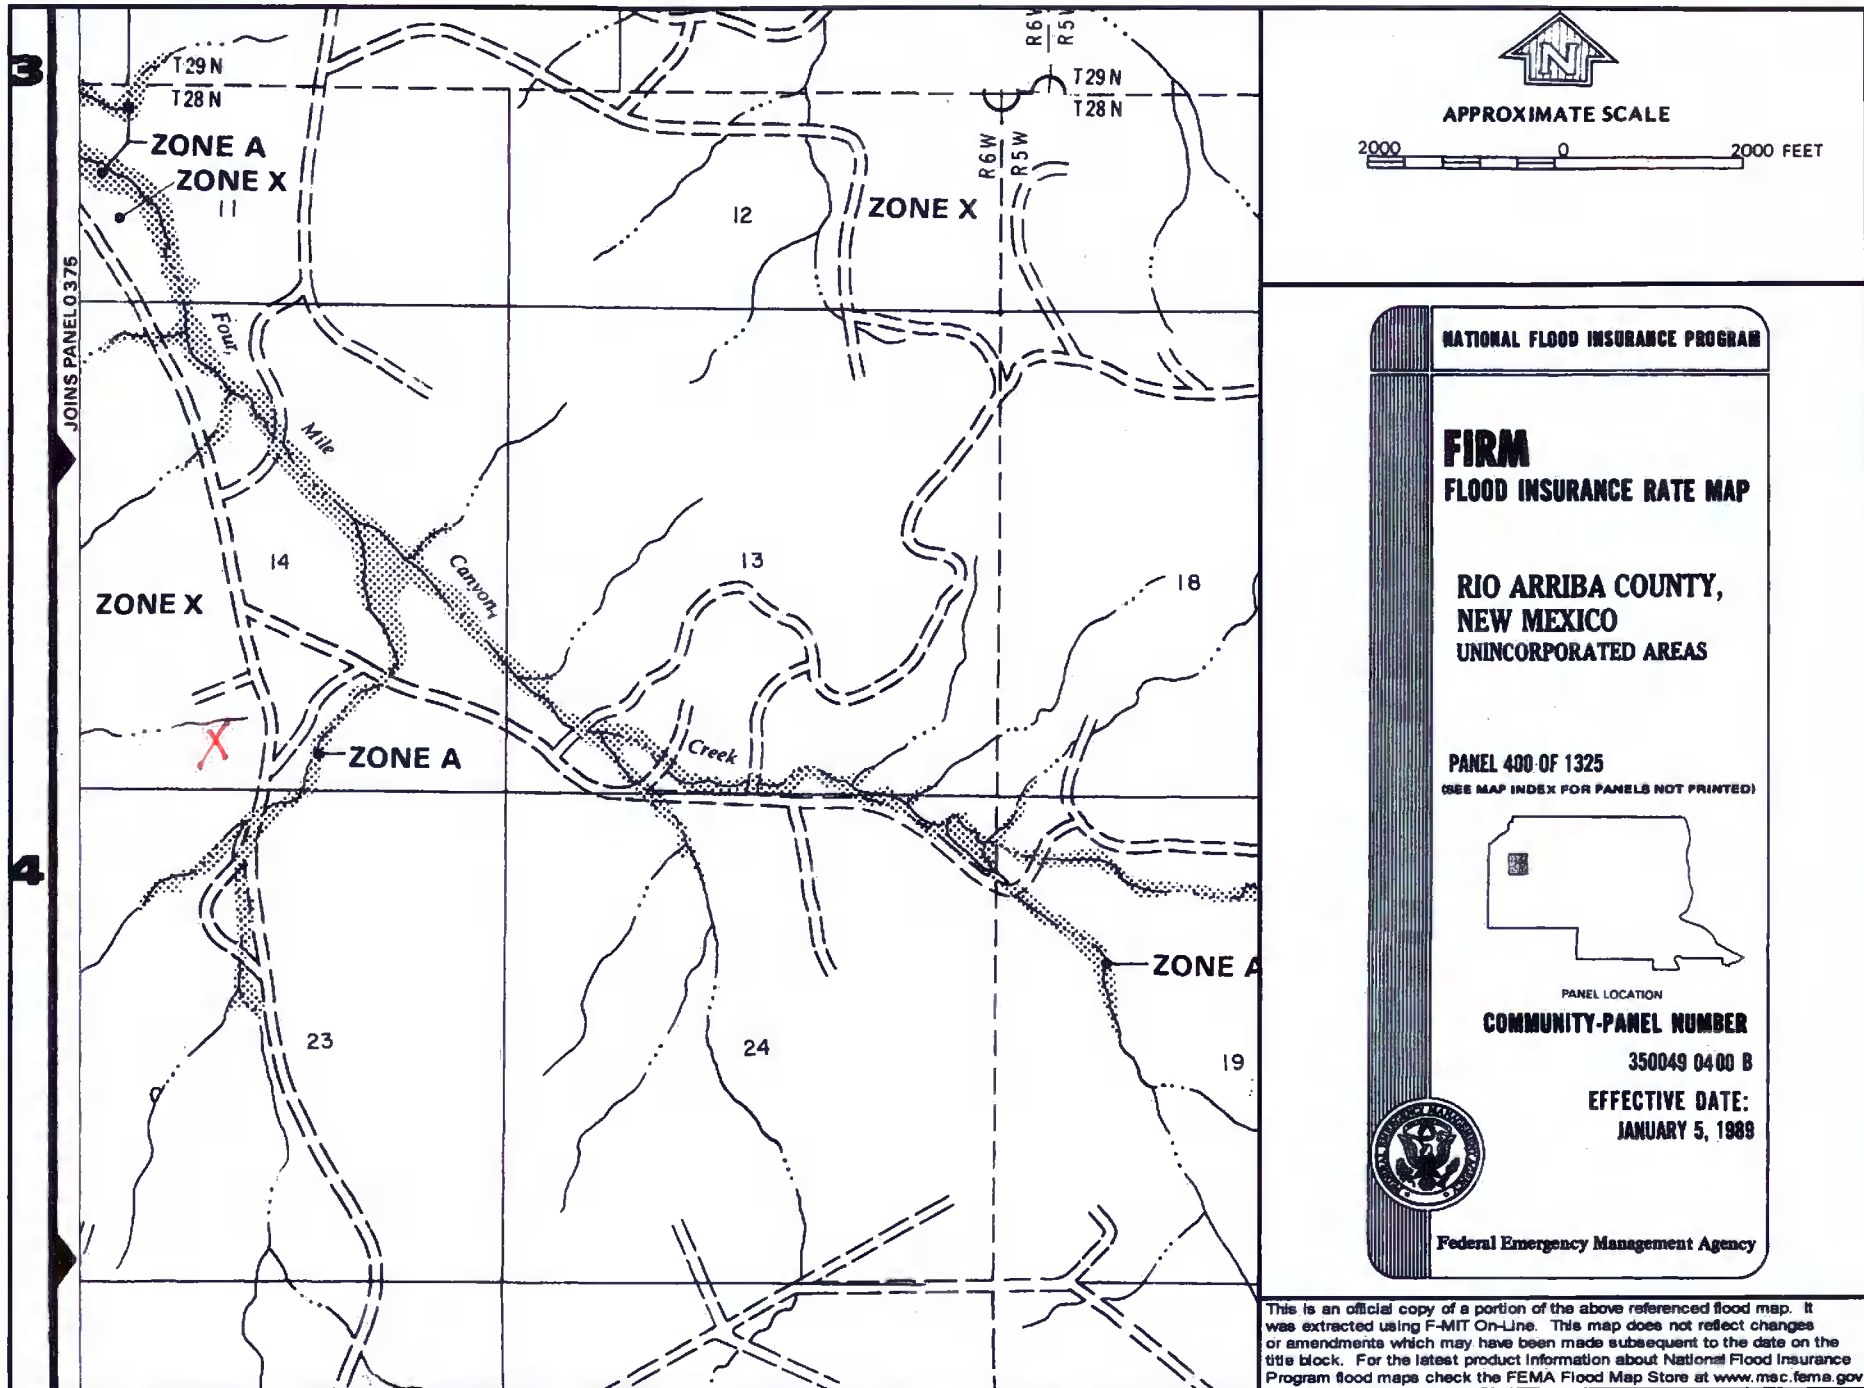 3
T29N
T28N
ZONE A
ZONE X
11
JOINS PANEL 0375
12
ZONE X
R6W
R5W
T29N
T28N
R6W
R5W
Four
Mile
Canyon
Creek
14
13
18
ZONE X
X
ZONE A
4
ZONE A
23
24
19
N
APPROXIMATE SCALE
2000 0 2000 FEET
NATIONAL FLOOD INSURANCE PROGRAM
FIRM
FLOOD INSURANCE RATE MAP
RIO ARRIBA COUNTY,
NEW MEXICO
UNINCORPORATED AREAS
PANEL 400 OF 1325
(SEE MAP INDEX FOR PANELS NOT PRINTED)
PANEL LOCATION
COMMUNITY-PANEL NUMBER
350049 0400 B
EFFECTIVE DATE:
JANUARY 5, 1989
FEDERAL EMERGENCY MANAGEMENT AGENCY
Federal Emergency Management Agency
This is an official copy of a portion of the above referenced flood map. It
was extracted using F-MIT On-Line. This map does not reflect changes
or amendments which may have been made subsequent to the date on the
title block. For the latest product information about National Flood Insurance
Program flood maps check the FEMA Flood Map Store at www.msc.fema.gov